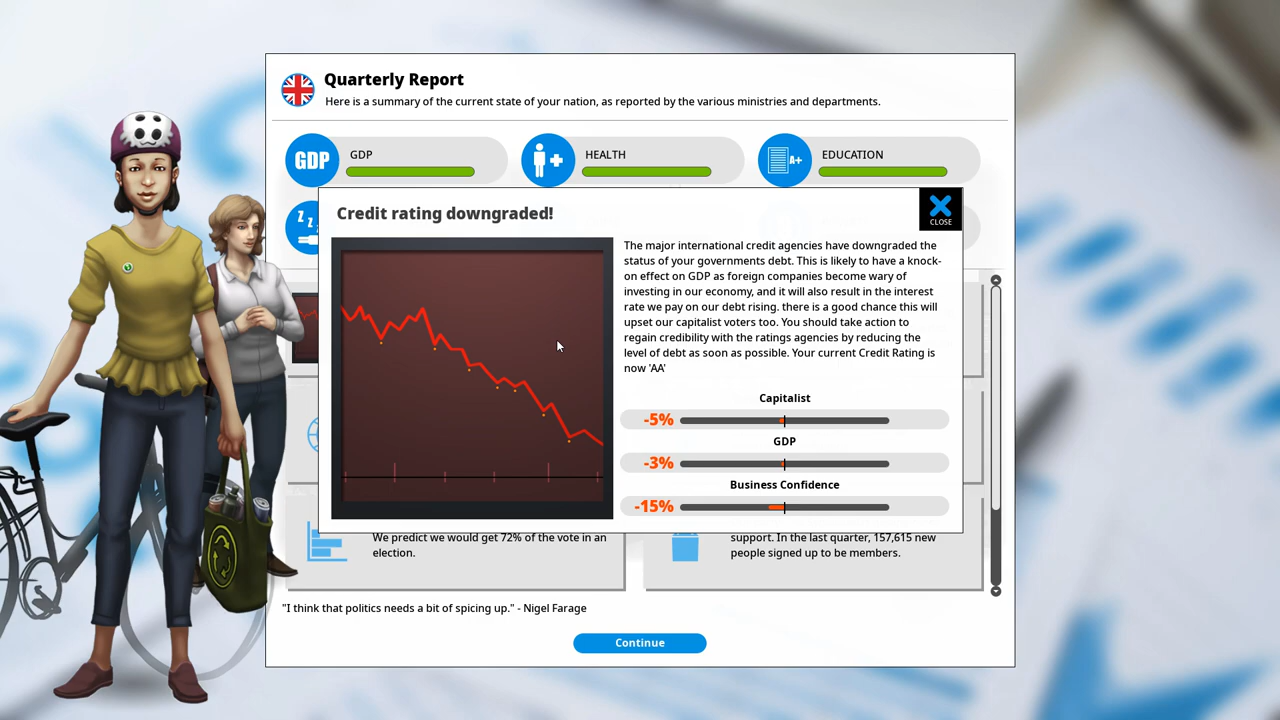 Quarterly Report
Here is a summary of the current state of your nation, as reported by the various ministries and departments.
GDP
GDP
HEALTH
A+
EDUCATION
Z Z
Credit rating downgraded!
CLOSE
The major international credit agencies have downgraded the
status of your governments debt. This is likely to have a knock-
on effect on GDP as foreign companies become wary of
investing in our economy, and it will also result in the interest
rate we pay on our debt rising. there is a good chance this will
upset our capitalist voters too. You should take action to
regain credibility with the ratings agencies by reducing the
level of debt as soon as possible. Your current Credit Rating is
now 'AA'
Capitalist
-5%
GDP
-3%
Business Confidence
-15%
We predict we would get 72% of the vote in an
election.
support. In the last quarter, 157,615 new
people signed up to be members.
"I think that politics needs a bit of spicing up." - Nigel Farage
Continue